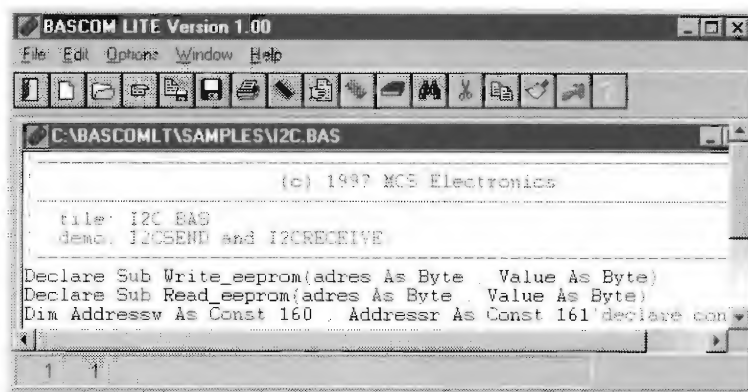 BASCOM LITE Version 1.00
File Edit Options Window Help
C:\BASCOMLT\SAMPLES\I2C.BAS
(c) 1997 MCS Electronics
file: I2C BAS
demo: I2CSEND and I2CRECEIVE
Declare Sub Write_eeprom(adres As Byte , Value As Byte)
Declare Sub Read_eeprom(adres As Byte , Value As Byte)
Dim Addressw As Const 160 , Addressr As Const 161'declare con
1 1